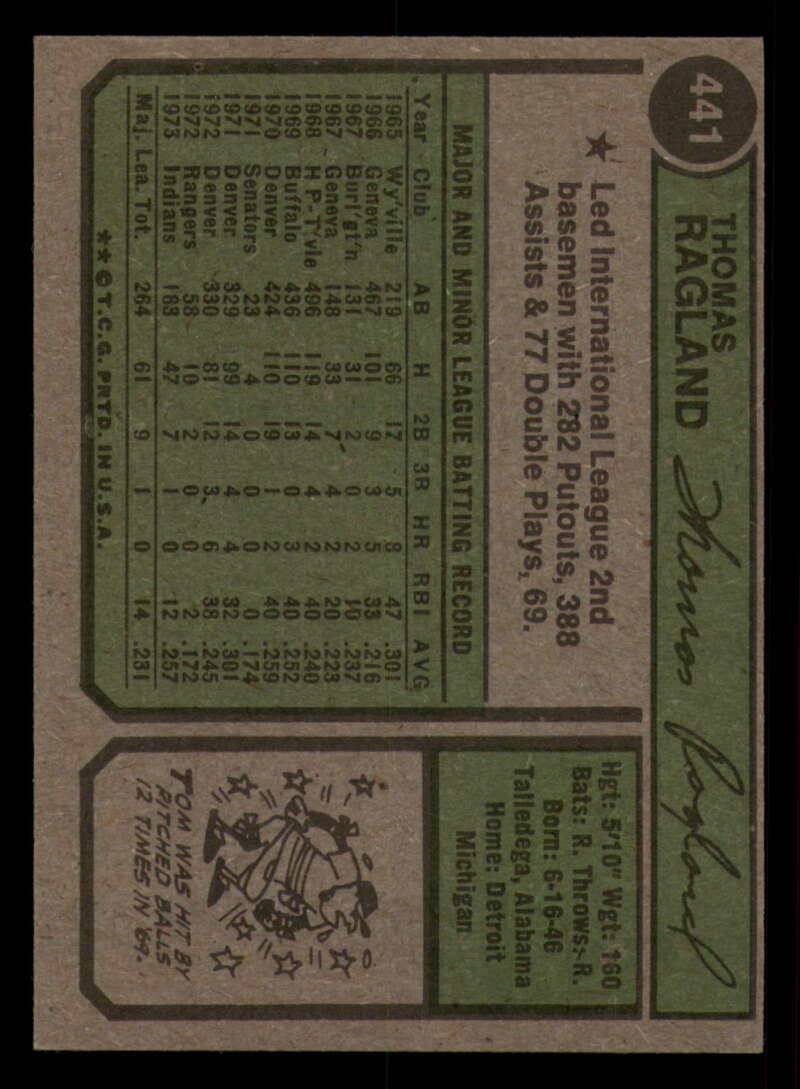 441
THOMAS
RAGLAND
Thomas Ragland
★ Led International League 2nd
basemen with 282 Putouts, 388
Assists & 77 Double Plays, 69.
MAJOR AND MINOR LEAGUE BATTING RECORD
Year Club AB H 2B 3B HR RBI AVG
1965 Wy'ville 219 66 17 5 8 47 .301
1966 Geneva 467 101 9 3 5 33 .216
1967 Burl'gt'n 131 31 2 0 2 10 .237
1967 Geneva 148 33 7 4 2 20 .223
1968 H P-T'vle 496 119 14 4 2 40 .240
1969 Buffalo 436 110 13 0 3 40 .252
1970 Denver 424 110 19 1 2 40 .259
1971 Senators 23 4 0 0 0 0 .174
1971 Denver 329 99 14 4 4 32 .301
1972 Denver 330 81 12 3 6 38 .245
1972 Rangers 58 10 2 0 0 2 .172
1973 Indians 183 47 7 1 0 12 .257
Maj. Lea. Tot. 264 61 9 1 0 14 .231
**©T.C.G. PRTD. IN U.S.A.
Hgt: 5'10" Wgt: 160
Bats: R. Throws: R.
Born: 6-16-46
Talledega, Alabama
Home: Detroit
Michigan
TOM WAS HIT BY
PITCHED BALLS
12 TIMES IN '69.